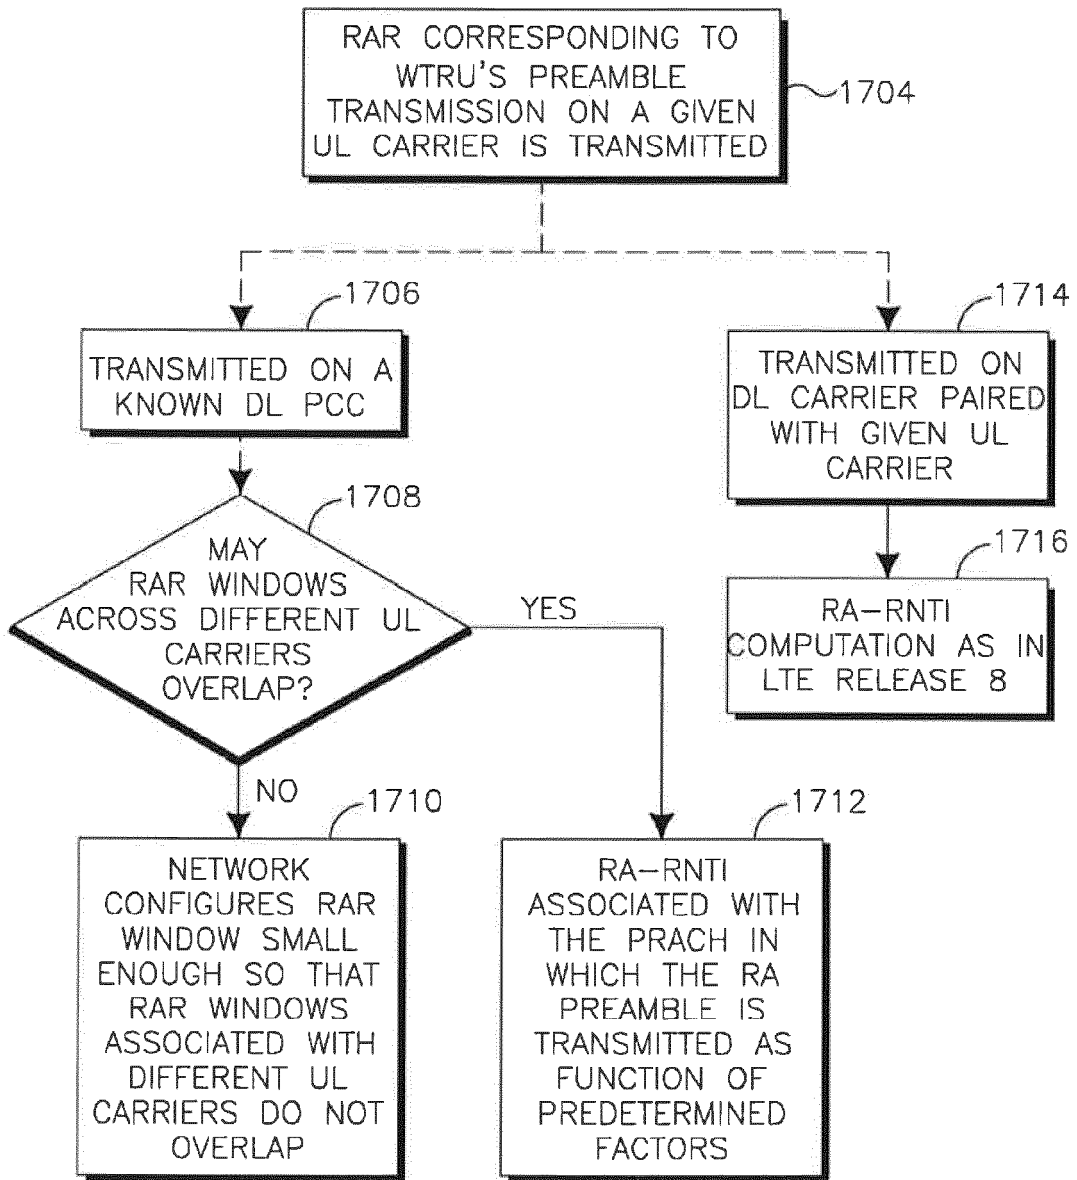 RAR CORRESPONDING TO
WTRU'S PREAMBLE
TRANSMISSION ON A GIVEN
UL CARRIER IS TRANSMITTED
1704
1706
TRANSMITTED ON A
KNOWN DL PCC
1714
TRANSMITTED ON
DL CARRIER PAIRED
WITH GIVEN UL
CARRIER
1708
MAY
RAR WINDOWS
ACROSS DIFFERENT UL
CARRIERS
OVERLAP?
YES
NO
1716
RA-RNTI
COMPUTATION AS IN
LTE RELEASE 8
1710
NETWORK
CONFIGURES RAR
WINDOW SMALL
ENOUGH SO THAT
RAR WINDOWS
ASSOCIATED WITH
DIFFERENT UL
CARRIERS DO NOT
OVERLAP
1712
RA-RNTI
ASSOCIATED WITH
THE PRACH IN
WHICH THE RA
PREAMBLE IS
TRANSMITTED AS
FUNCTION OF
PREDETERMINED
FACTORS